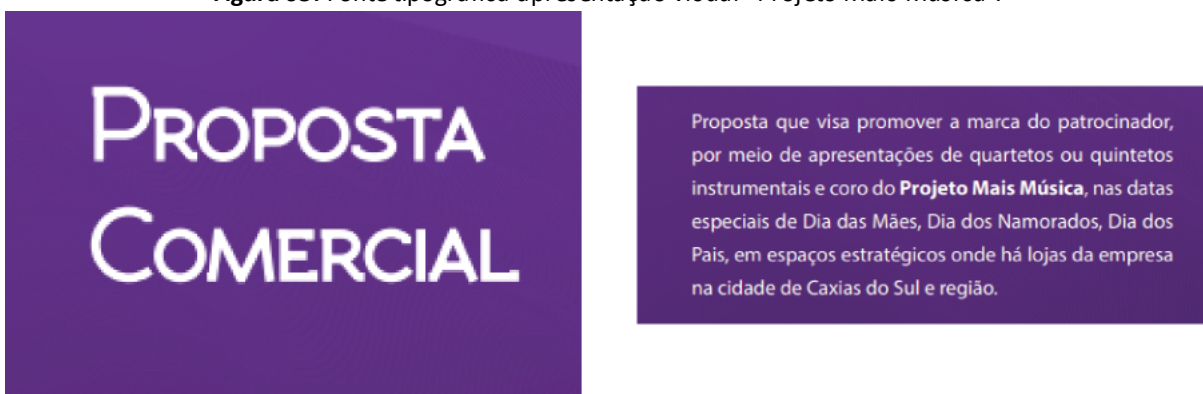 PROPOSTA
COMERCIAL
Proposta que visa promover a marca do patrocinador,
por meio de apresentações de quartetos ou quintetos
instrumentais e coro do Projeto Mais Música, nas datas
especiais de Dia das Mães, Dia dos Namorados, Dia dos
Pais, em espaços estratégicos onde há lojas da empresa
na cidade de Caxias do Sul e região.